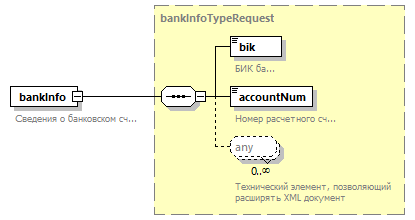 bankInfoTypeRequest
bik
БИК ба...
bankInfo
Сведения о банковском сч...
accountNum
Номер расчетного сч...
any
0..∞
Технический элемент, позволяющий
расширять XML документ